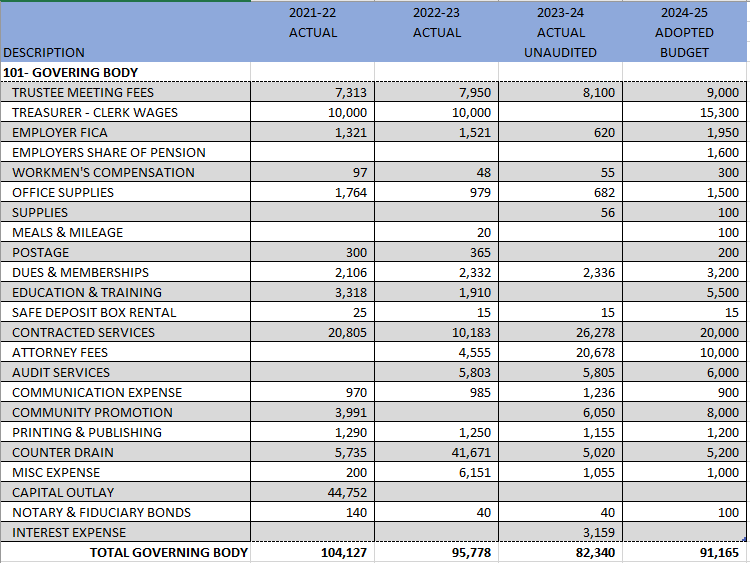 2021-22 2022-23 2023-24 2024-25
ACTUAL ACTUAL ACTUAL ADOPTED
DESCRIPTION UNAUDITED BUDGET
101- GOVERING BODY
TRUSTEE MEETING FEES 7,313 7,950 8,100 9,000
TREASURER - CLERK WAGES 10,000 10,000 15,300
EMPLOYER FICA 1,321 1,521 620 1,950
EMPLOYERS SHARE OF PENSION 1,600
WORKMEN'S COMPENSATION 97 48 55 300
OFFICE SUPPLIES 1,764 979 682 1,500
SUPPLIES 56 100
MEALS & MILEAGE 20 100
POSTAGE 300 365 200
DUES & MEMBERSHIPS 2,106 2,332 2,336 3,200
EDUCATION & TRAINING 3,318 1,910 5,500
SAFE DEPOSIT BOX RENTAL 25 15 15 15
CONTRACTED SERVICES 20,805 10,183 26,278 20,000
ATTORNEY FEES 4,555 20,678 10,000
AUDIT SERVICES 5,803 5,805 6,000
COMMUNICATION EXPENSE 970 985 1,236 900
COMMUNITY PROMOTION 3,991 6,050 8,000
PRINTING & PUBLISHING 1,290 1,250 1,155 1,200
COUNTER DRAIN 5,735 41,671 5,020 5,200
MISC EXPENSE 200 6,151 1,055 1,000
CAPITAL OUTLAY 44,752
NOTARY & FIDUCIARY BONDS 140 40 40 100
INTEREST EXPENSE 3,159
TOTAL GOVERNING BODY 104,127 95,778 82,340 91,165